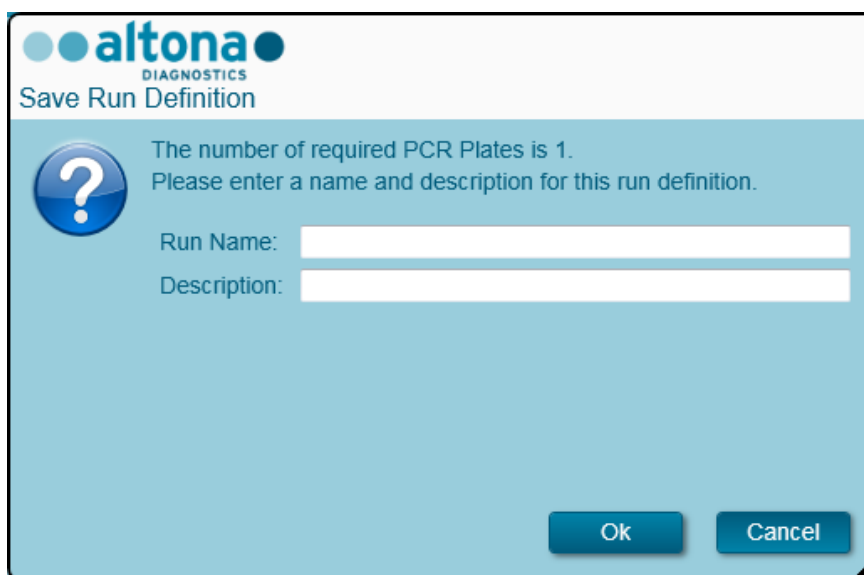 altona
DIAGNOSTICS
Save Run Definition
The number of required PCR Plates is 1.
Please enter a name and description for this run definition.
Run Name:
Description:
Ok
Cancel